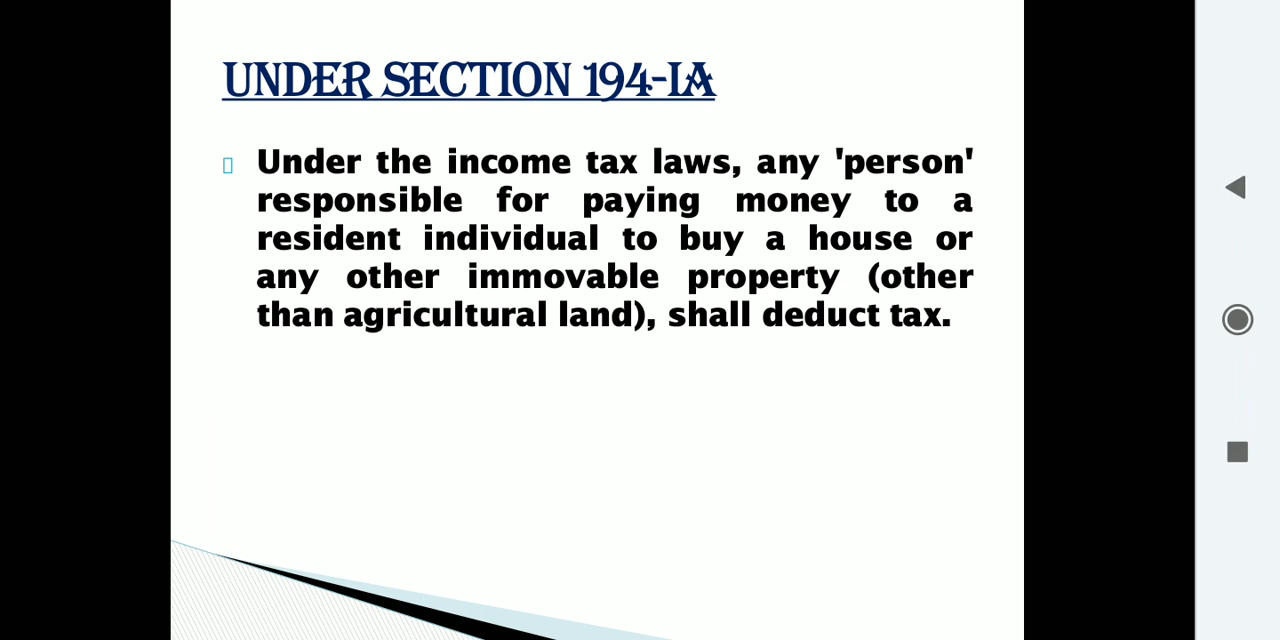 UNDER SECTION 194-IA
Under the income tax laws, any 'person'
responsible for paying money to a
resident individual to buy a house or
any other immovable property (other
than agricultural land), shall deduct tax.